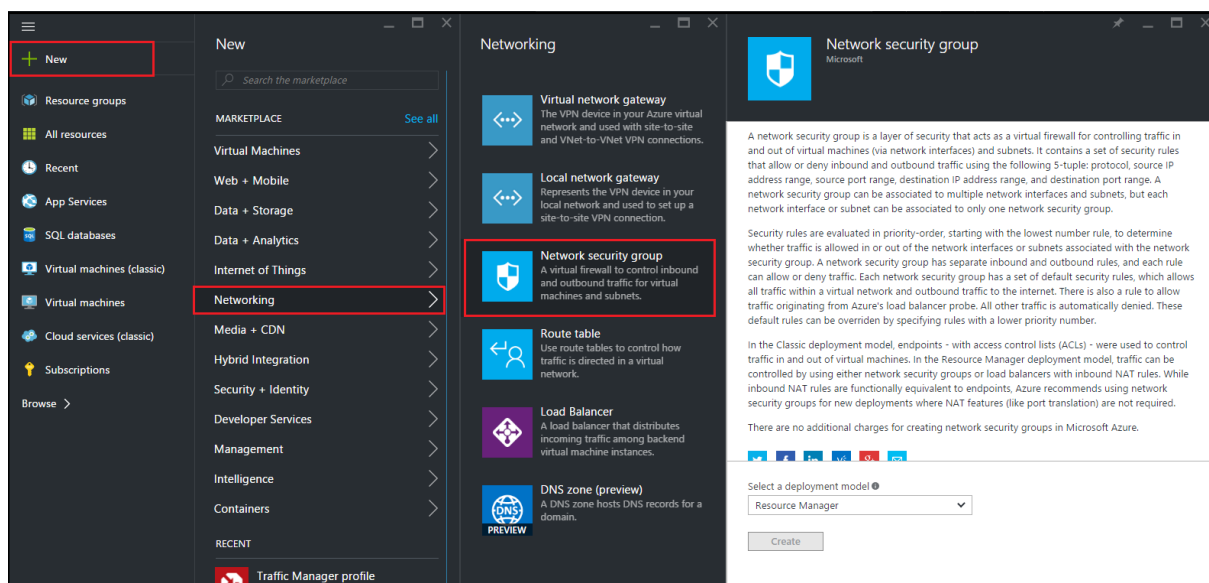 New
Resource groups
All resources
Recent
App Services
SQL databases
Virtual machines (classic)
Virtual machines
Cloud services (classic)
Subscriptions
Browse >
New
Search the marketplace
MARKETPLACE See all
Virtual Machines
Web + Mobile
Data + Storage
Data + Analytics
Internet of Things
Networking
Media + CDN
Hybrid Integration
Security + Identity
Developer Services
Management
Intelligence
Containers
RECENT
Traffic Manager profile
Networking
Virtual network gateway
The VPN device in your Azure virtual
network and used with site-to-site
and VNet-to-VNet VPN connections.
Local network gateway
Represents the VPN device in your
local network and used to set up a
site-to-site VPN connection.
Network security group
A virtual firewall to control inbound
and outbound traffic for virtual
machines and subnets.
Route table
Use route tables to control how
traffic is directed in a virtual
network.
Load Balancer
A load balancer that distributes
incoming traffic among backend
virtual machine instances.
DNS zone (preview)
A DNS zone hosts DNS records for a
domain.
DNS
PREVIEW
Network security group
Microsoft
A network security group is a layer of security that acts as a virtual firewall for controlling traffic in
and out of virtual machines (via network interfaces) and subnets. It contains a set of security rules
that allow or deny inbound and outbound traffic using the following 5-tuple: protocol, source IP
address range, source port range, destination IP address range, and destination port range. A
network security group can be associated to multiple network interfaces and subnets, but each
network interface or subnet can be associated to only one network security group.
Security rules are evaluated in priority-order, starting with the lowest number rule, to determine
whether traffic is allowed in or out of the network interfaces or subnets associated with the network
security group. A network security group has separate inbound and outbound rules, and each rule
can allow or deny traffic. Each network security group has a set of default security rules, which allows
all traffic within a virtual network and outbound traffic to the internet. There is also a rule to allow
traffic originating from Azure's load balancer probe. All other traffic is automatically denied. These
default rules can be overriden by specifying rules with a lower priority number.
In the Classic deployment model, endpoints - with access control lists (ACLs) - were used to control
traffic in and out of virtual machines. In the Resource Manager deployment model, traffic can be
controlled by using either network security groups or load balancers with inbound NAT rules. While
inbound NAT rules are functionally equivalent to endpoints, Azure recommends using network
security groups for new deployments where NAT features (like port translation) are not required.
There are no additional charges for creating network security groups in Microsoft Azure.
Select a deployment model
Resource Manager
Create